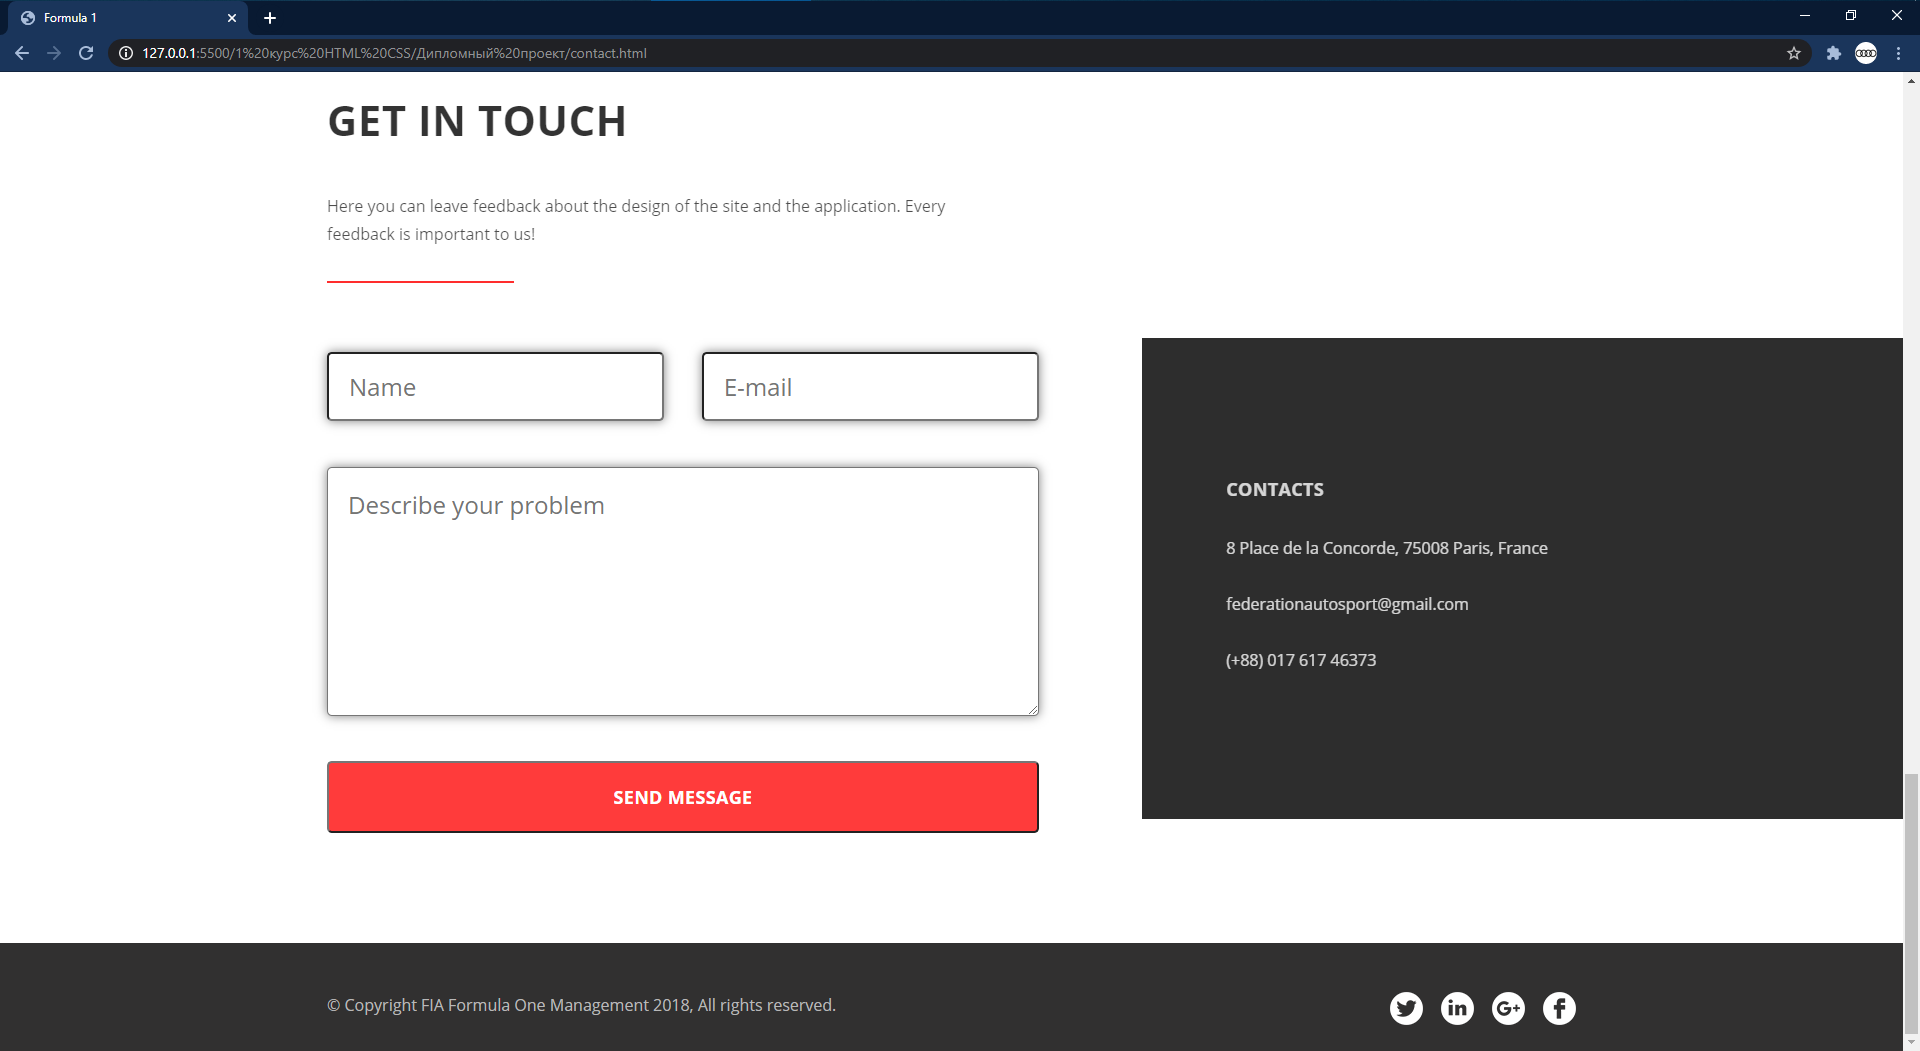 Formula 1
127.0.0.1:5500/1%20курс%20HTML%20CSS/Дипломный%20проект/contact.html
GET IN TOUCH
Here you can leave feedback about the design of the site and the application. Every
feedback is important to us!
Name
E-mail
Describe your problem
SEND MESSAGE
CONTACTS
8 Place de la Concorde, 75008 Paris, France
federationautosport@gmail.com
(+88) 017 617 46373
© Copyright FIA Formula One Management 2018, All rights reserved.
in
G+
f